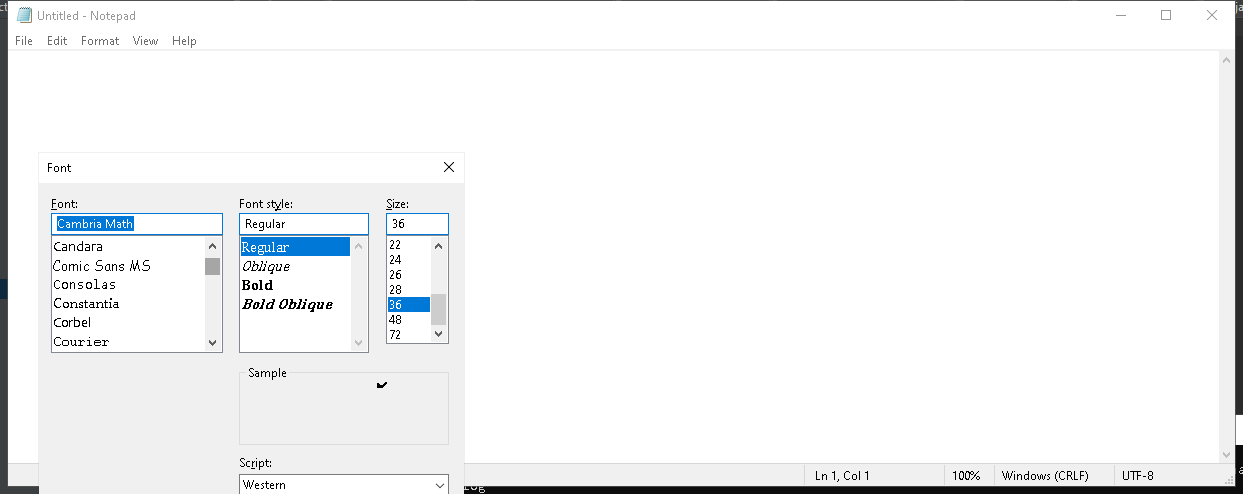 Untitled - Notepad
File Edit Format View Help
Font
Font: Font style: Size:
Cambria Math Regular 36
Candara
Comic Sans MS
Consolas
Constantia
Corbel
Courier
Regular
Oblique
Bold
Bold Oblique
22
24
26
28
36
48
72
Sample
Script:
Western
Ln 1, Col 1 100% Windows (CRLF) UTF-8